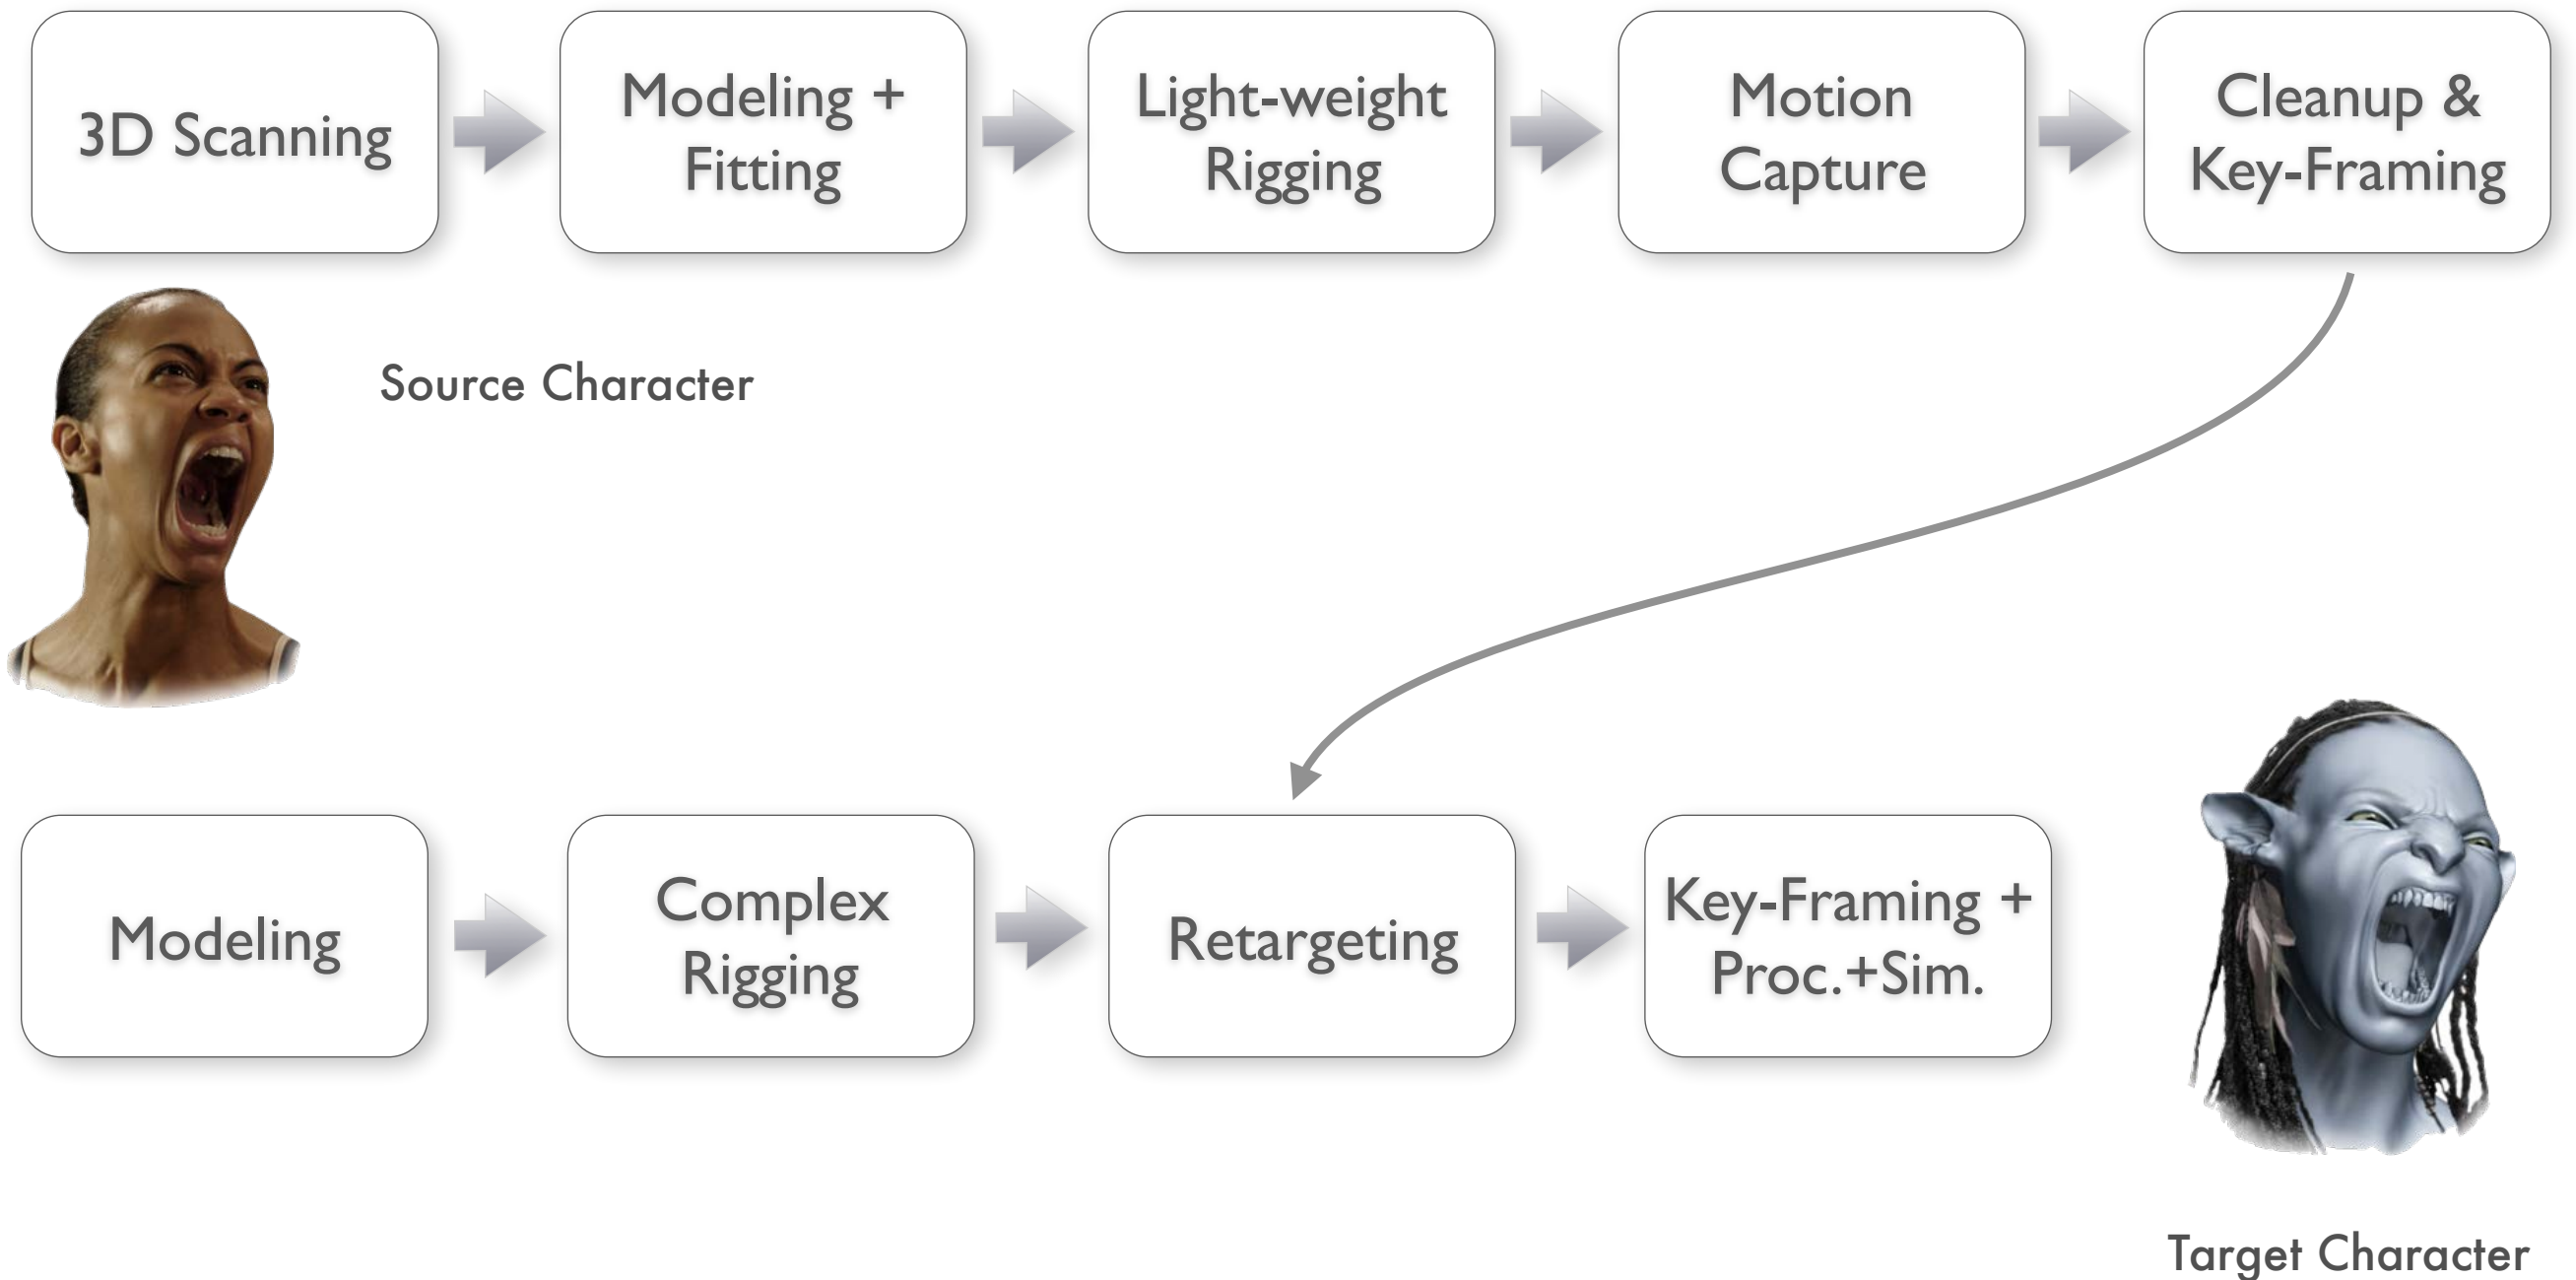 3D Scanning
Modeling +
Fitting
Light-weight
Rigging
Motion
Capture
Cleanup &
Key-Framing
Source Character
Modeling
Complex
Rigging
Retargeting
Key-Framing +
Proc.+Sim.
Target Character